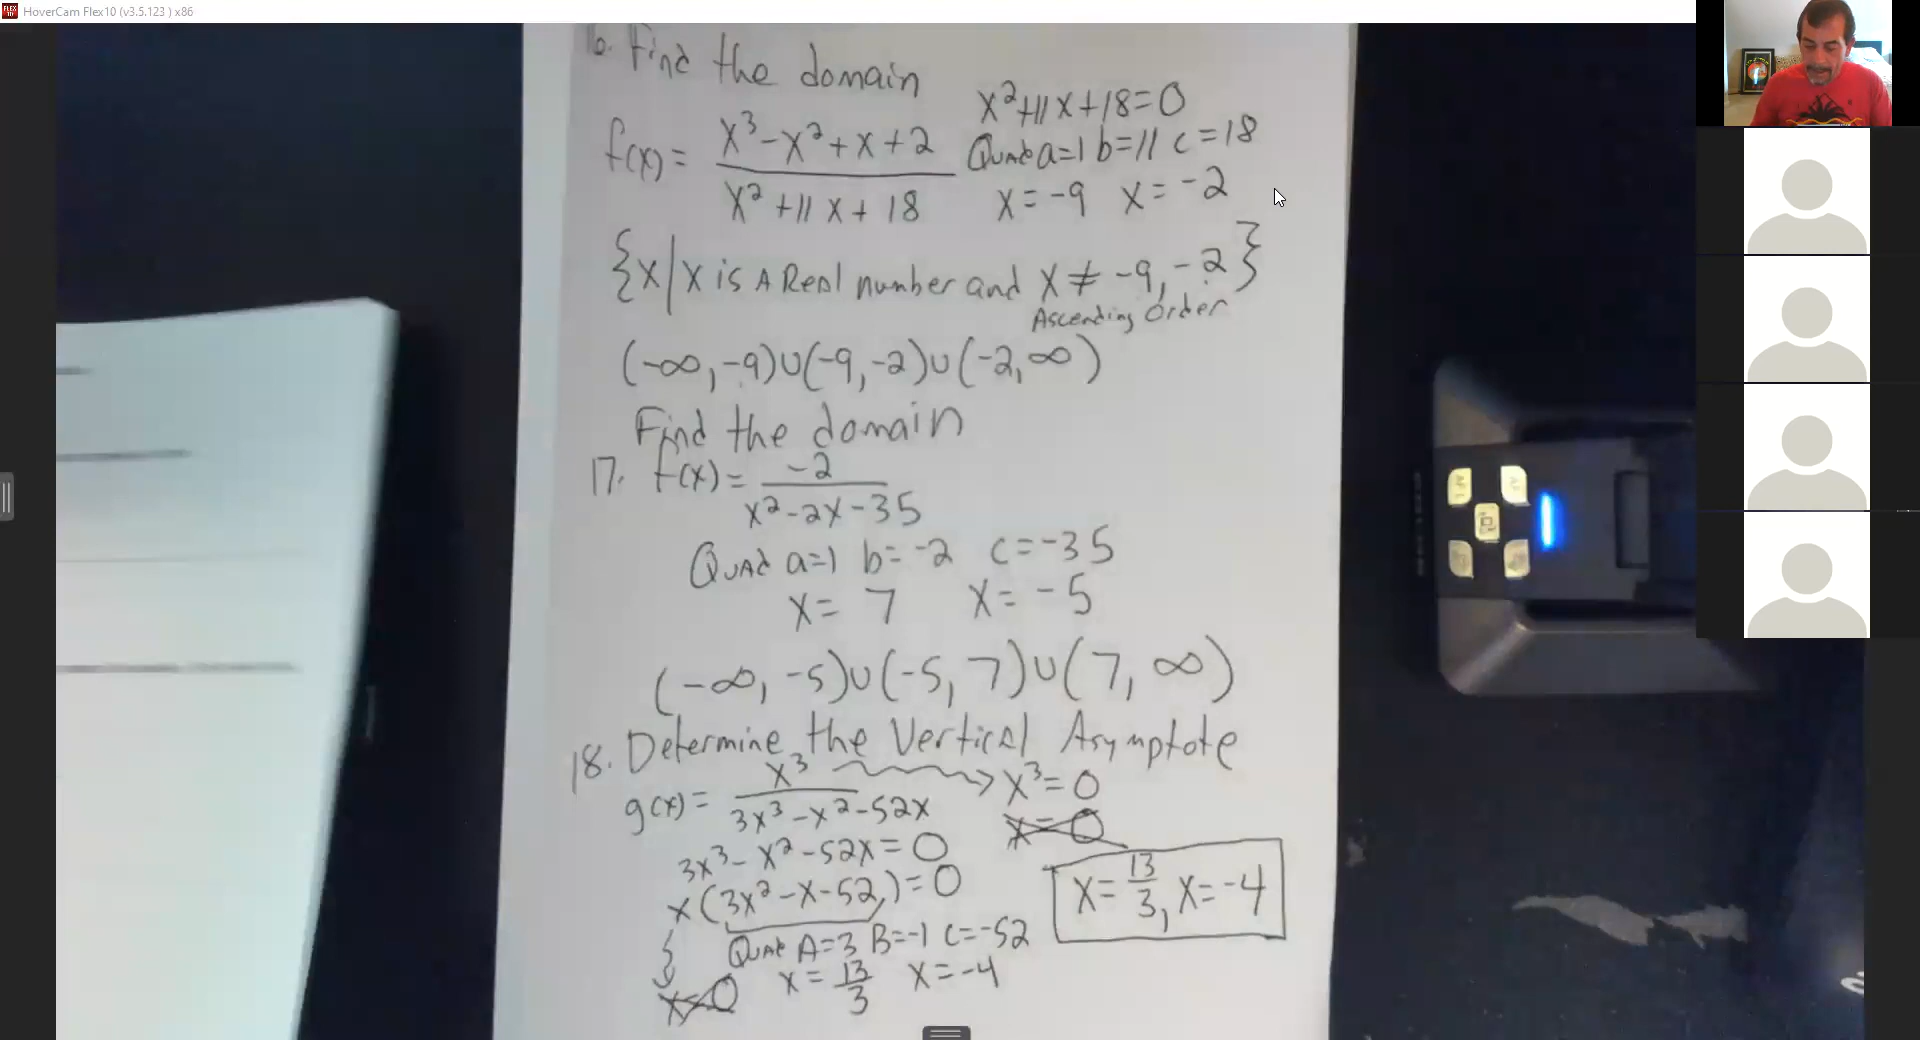 HoverCam Flex10 (v3.5.123 ) x86
16. Find the domain
f(x) = x³-x²+x+2 / x²+11x+18
x²+11x+18=0
Quad a=1 b=11 c=18
x=-9 x=-2
{x|x is a Real number and x ≠ -9, -2}
Ascending Order
(-∞,-9)∪(-9,-2)∪(-2,∞)
Find the domain
17. f(x)= -2 / x²-2x-35
Quad a=1 b=-2 c=-35
x= 7 x=-5
(-∞, -5)∪(-5, 7)∪(7, ∞)
18. Determine the Vertical Asymptote
g(x)= x³ / 3x³-x²-52x
x³=0
x=0
3x³-x²-52x=0
x(3x²-x-52)=0
Quad A=3 B=-1 C=-52
x=0 x=13/3 x=-4
x=13/3, x=-4